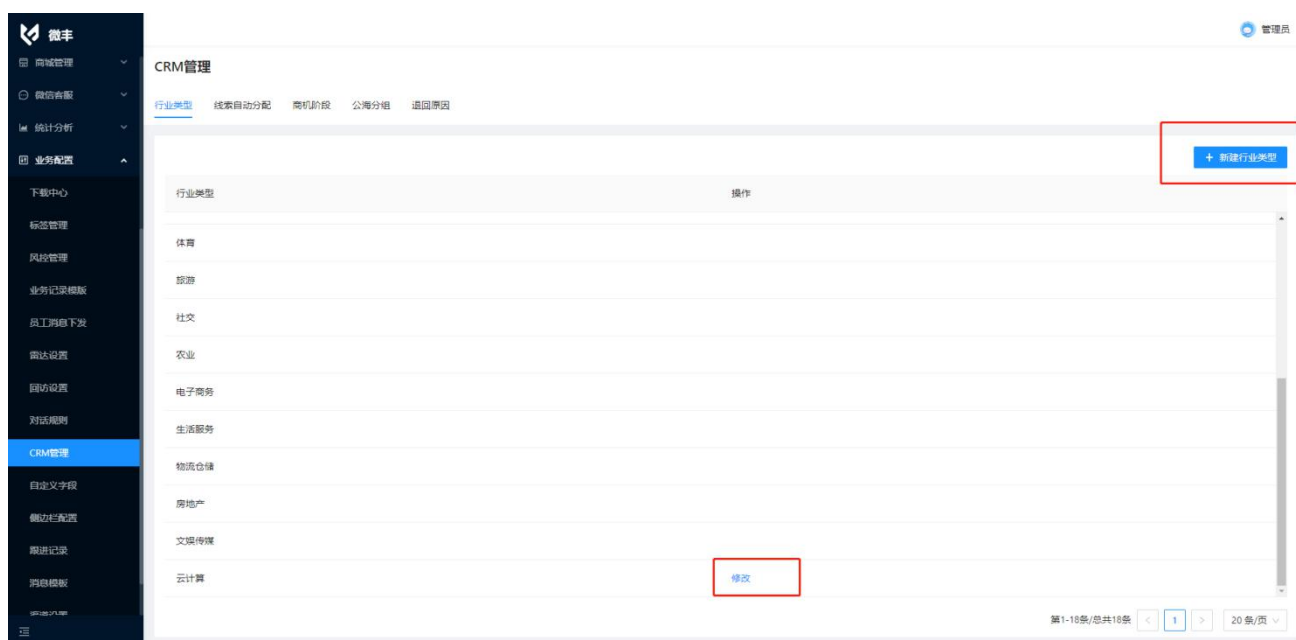 微丰
管理员
商城管理
微信客服
统计分析
业务配置
下载中心
标签管理
风控管理
业务记录模版
员工消息下发
雷达设置
回访设置
对话规则
CRM管理
自定义字段
侧边栏配置
跟进记录
消息模板
CRM管理
行业类型 线索自动分配 商机阶段 公海分组 退回原因
+ 新建行业类型
行业类型 操作
体育
旅游
社交
农业
电子商务
生活服务
物流仓储
房地产
文娱传媒
云计算 修改
第1-18条/总共18条 < 1 > 20 条/页